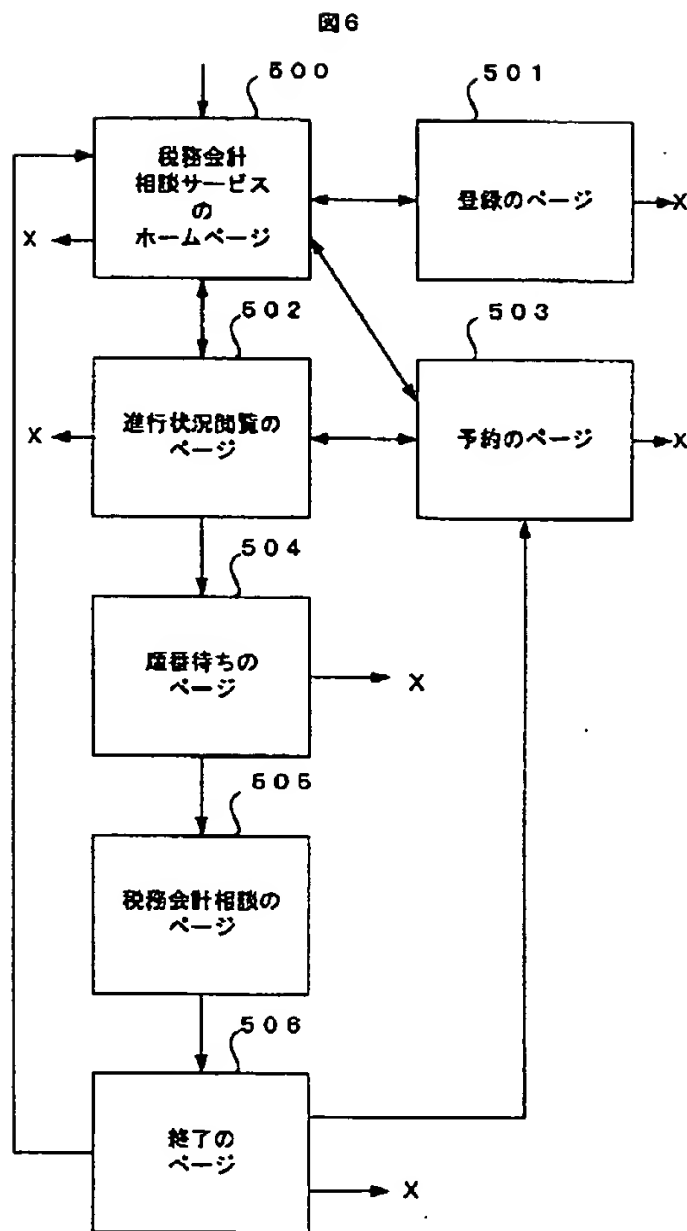 図6
500
税務会計
相談サービス
の
ホームページ
X
501
登録のページ
X
502
進行状況閲覧の
ページ
X
503
予約のページ
X
504
順番待ちの
ページ
X
505
税務会計相談の
ページ
506
終了の
ページ
X